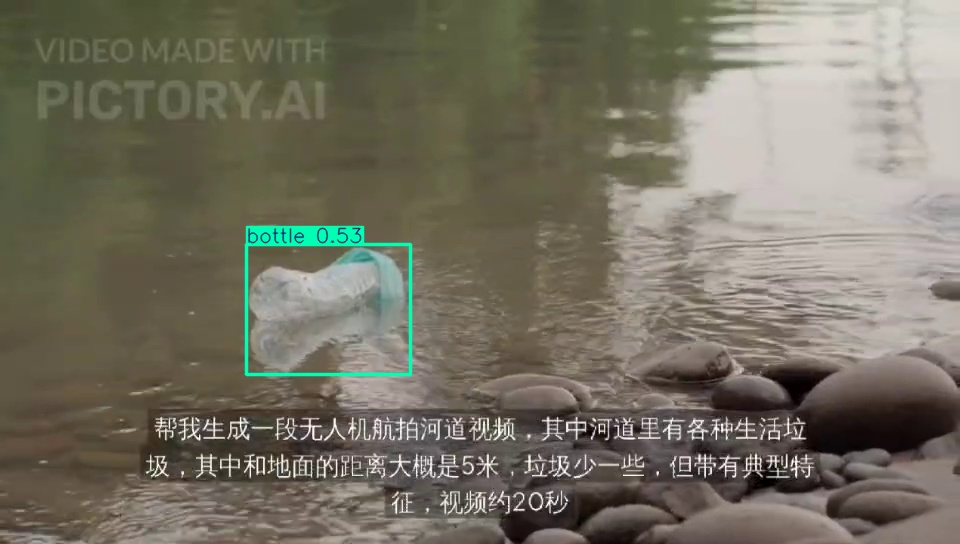 VIDEO MADE WITH
PICTORY.AI
bottle 0.53
帮我生成一段无人机航拍河道视频，其中河道里有各种生活垃
圾，其中和地面的距离大概是5米，垃圾少一些，但带有典型特
征，视频约20秒